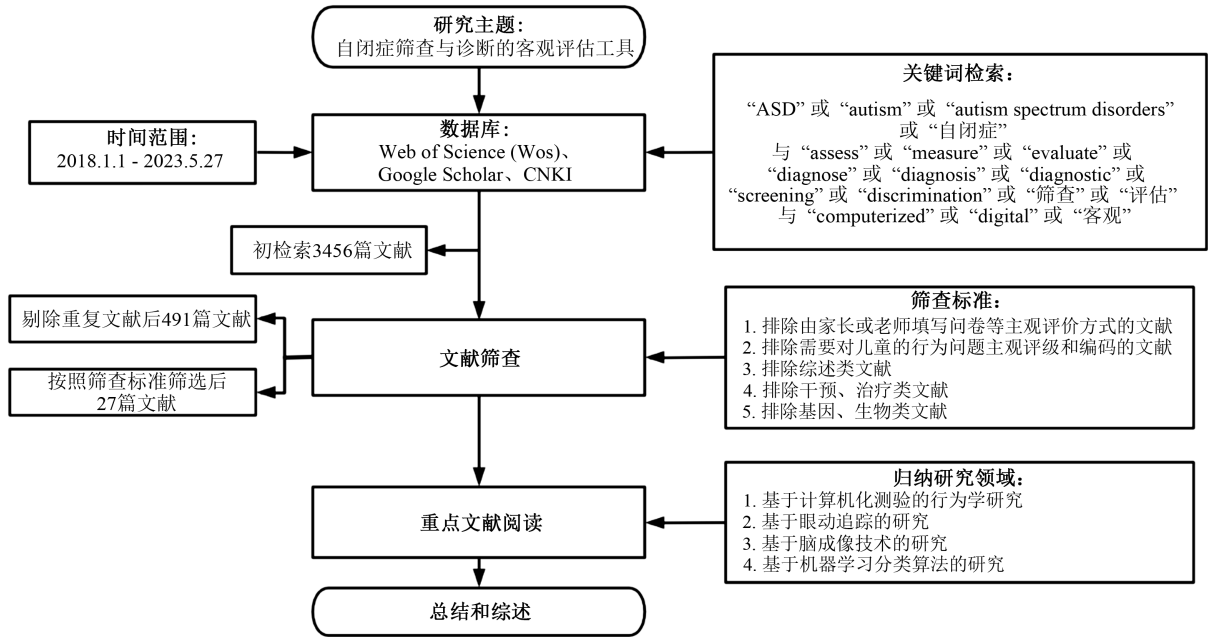 研究主题：
自闭症筛查与诊断的客观评估工具
关键词检索：
“ASD” 或 “autism” 或 “autism spectrum disorders”
或 “自闭症”
与 “assess” 或 “measure” 或 “evaluate” 或
“diagnose” 或 “diagnosis” 或 “diagnostic” 或
“screening” 或 “discrimination” 或 “筛查” 或 “评估”
与 “computerized” 或 “digital” 或 “客观”
时间范围：
2018.1.1 - 2023.5.27
数据库：
Web of Science (Wos)、
Google Scholar、CNKI
初检索3456篇文献
筛查标准：
1. 排除由家长或老师填写问卷等主观评价方式的文献
2. 排除需要对儿童的行为问题主观评级和编码的文献
3. 排除综述类文献
4. 排除干预、治疗类文献
5. 排除基因、生物类文献
剔除重复文献后491篇文献
文献筛查
按照筛查标准筛选后
27篇文献
归纳研究领域：
1. 基于计算机化测验的行为学研究
2. 基于眼动追踪的研究
3. 基于脑成像技术的研究
4. 基于机器学习分类算法的研究
重点文献阅读
总结和综述